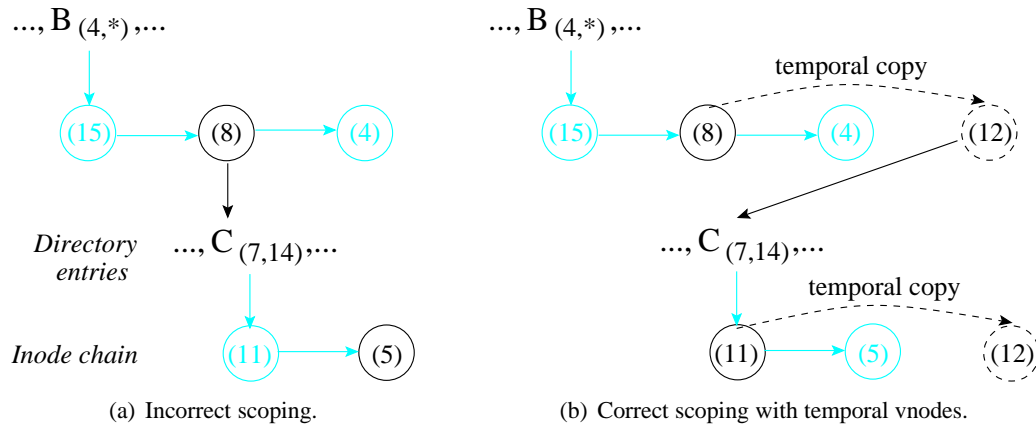 ..., B (4,*) ,...
(15) (8) (4)
Directory entries
..., C (7,14) ,...
Inode chain
(11) (5)
(a) Incorrect scoping.
..., B (4,*) ,...
temporal copy
(15) (8) (4) (12)
..., C (7,14) ,...
temporal copy
(11) (5) (12)
(b) Correct scoping with temporal vnodes.